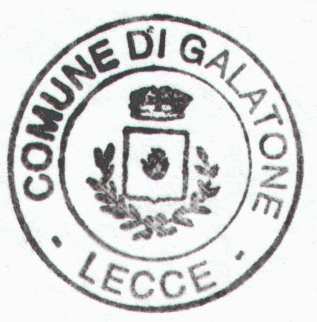 COMUNE DI GALATONE
- LECCE -